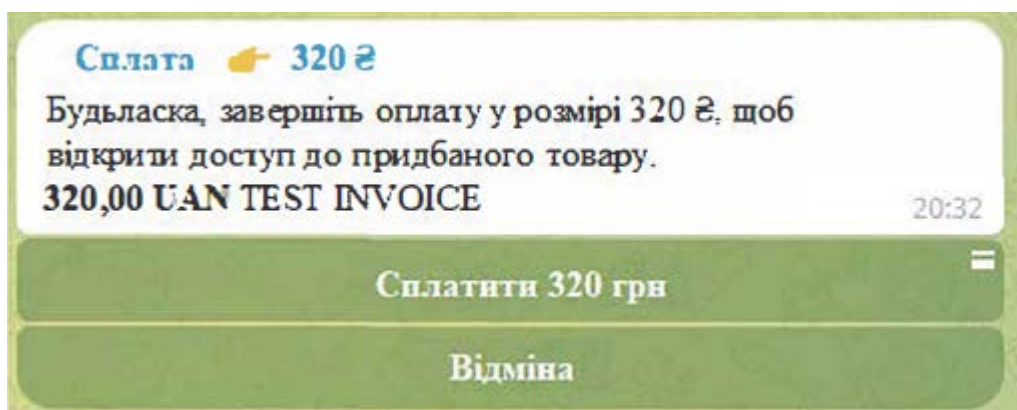 Сплата 👉 320 ₴
Будьласка, завершіть оплату у розмірі 320 ₴, щоб
відкрити доступ до придбаного товару.
320,00 UAN TEST INVOICE
20:32
Сплатити 320 грн
Відміна